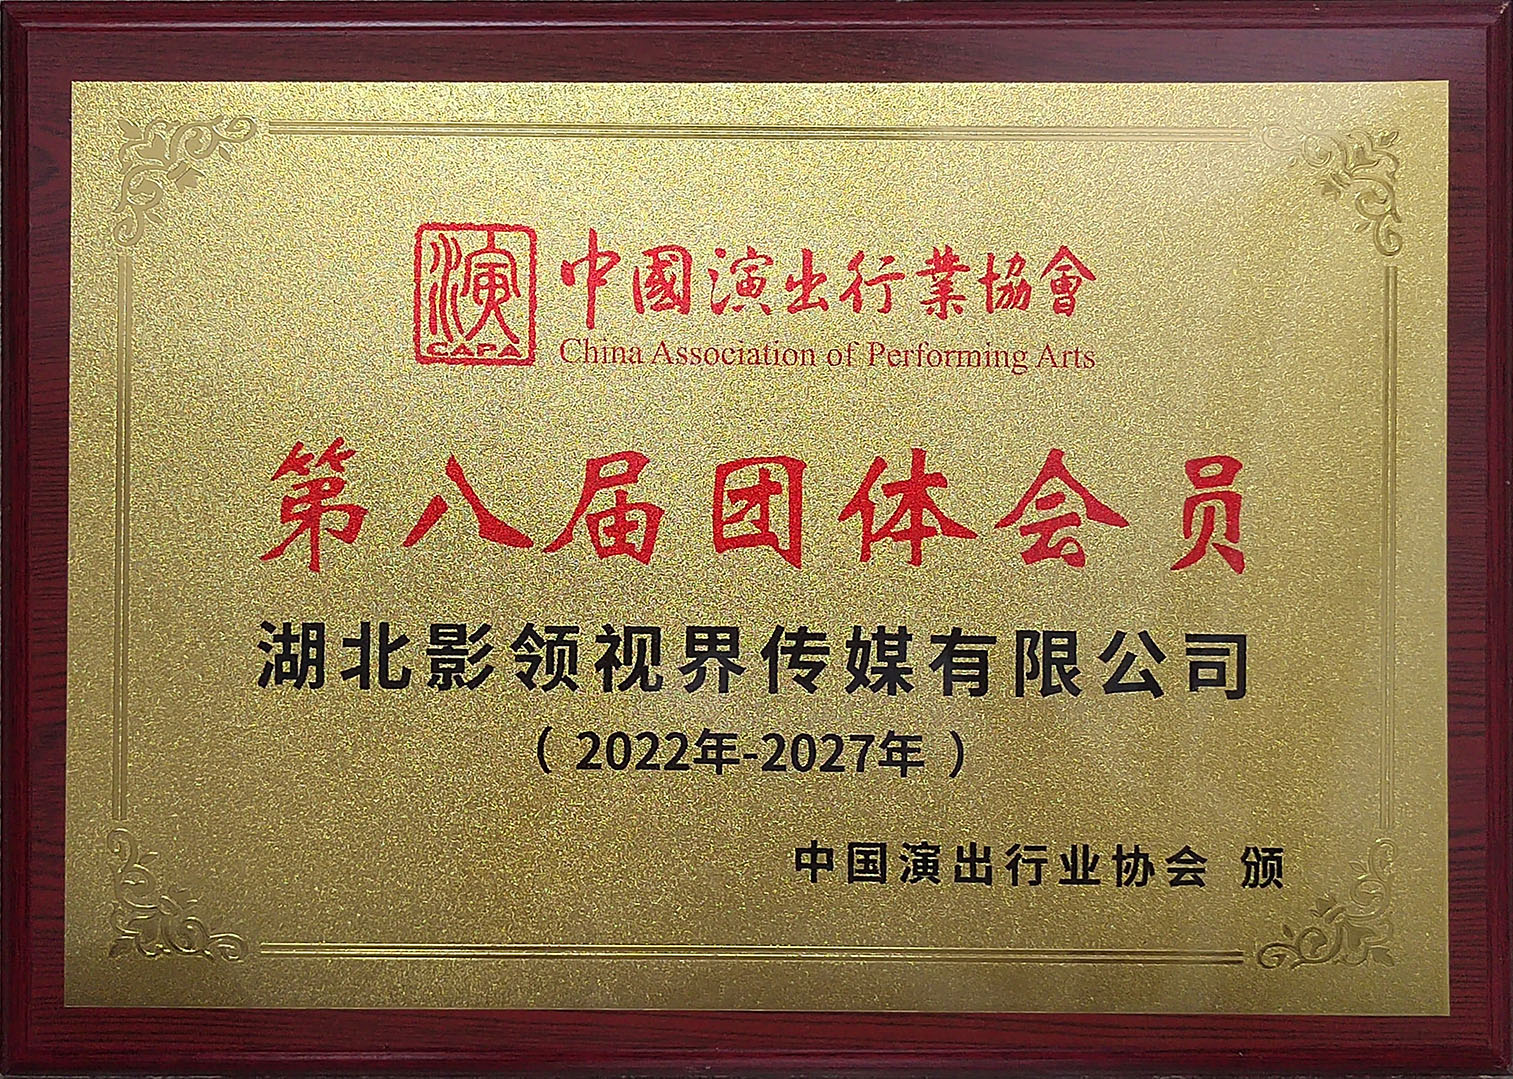 演 中國演出行業協會
CAPA China Association of Performing Arts
第八届团体会员
湖北影领视界传媒有限公司
（2022年-2027年）
中国演出行业协会 颁